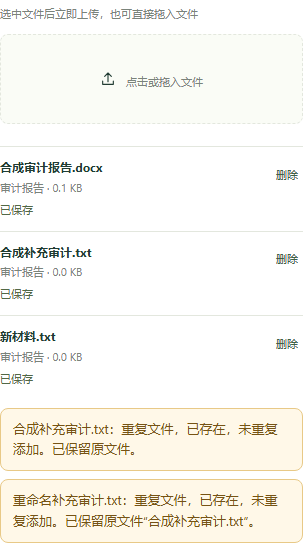 选中文件后立即上传，也可直接拖入文件
点击或拖入文件
合成审计报告.docx
删除
审计报告 · 0.1 KB
已保存
合成补充审计.txt
删除
审计报告 · 0.0 KB
已保存
新材料.txt
删除
审计报告 · 0.0 KB
已保存
合成补充审计.txt：重复文件，已存在，未重复
添加。已保留原文件。
重命名补充审计.txt：重复文件，已存在，未重
复添加。已保留原文件“合成补充审计.txt”。